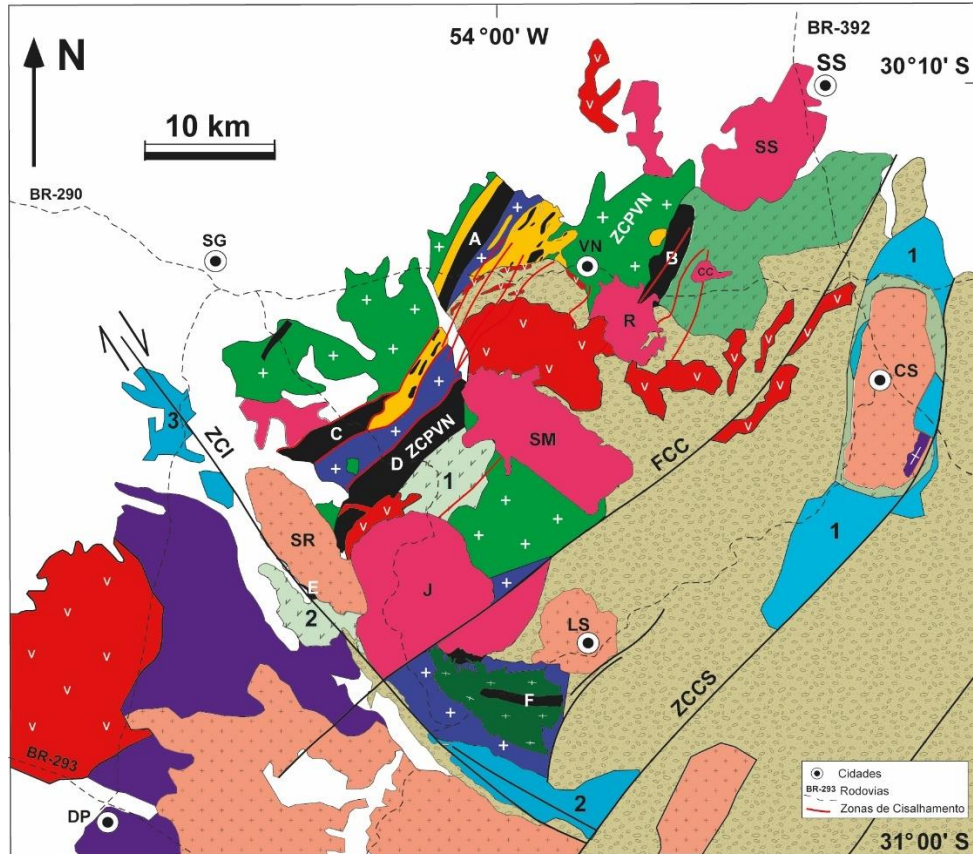 54°00' W
BR-392
N
SS
30°10' S
10 km
SS
BR-290
A
ZCPVN
SG
VN
B
CC
1
R
3
ZCI
C
D
ZCPVN
SM
FCC
CS
1
SR
1
E
J
2
LS
F
ZCCS
BR-293
2
DP
Cidades
BR-293 Rodovias
Zonas de Cisalhamento
31°00' S